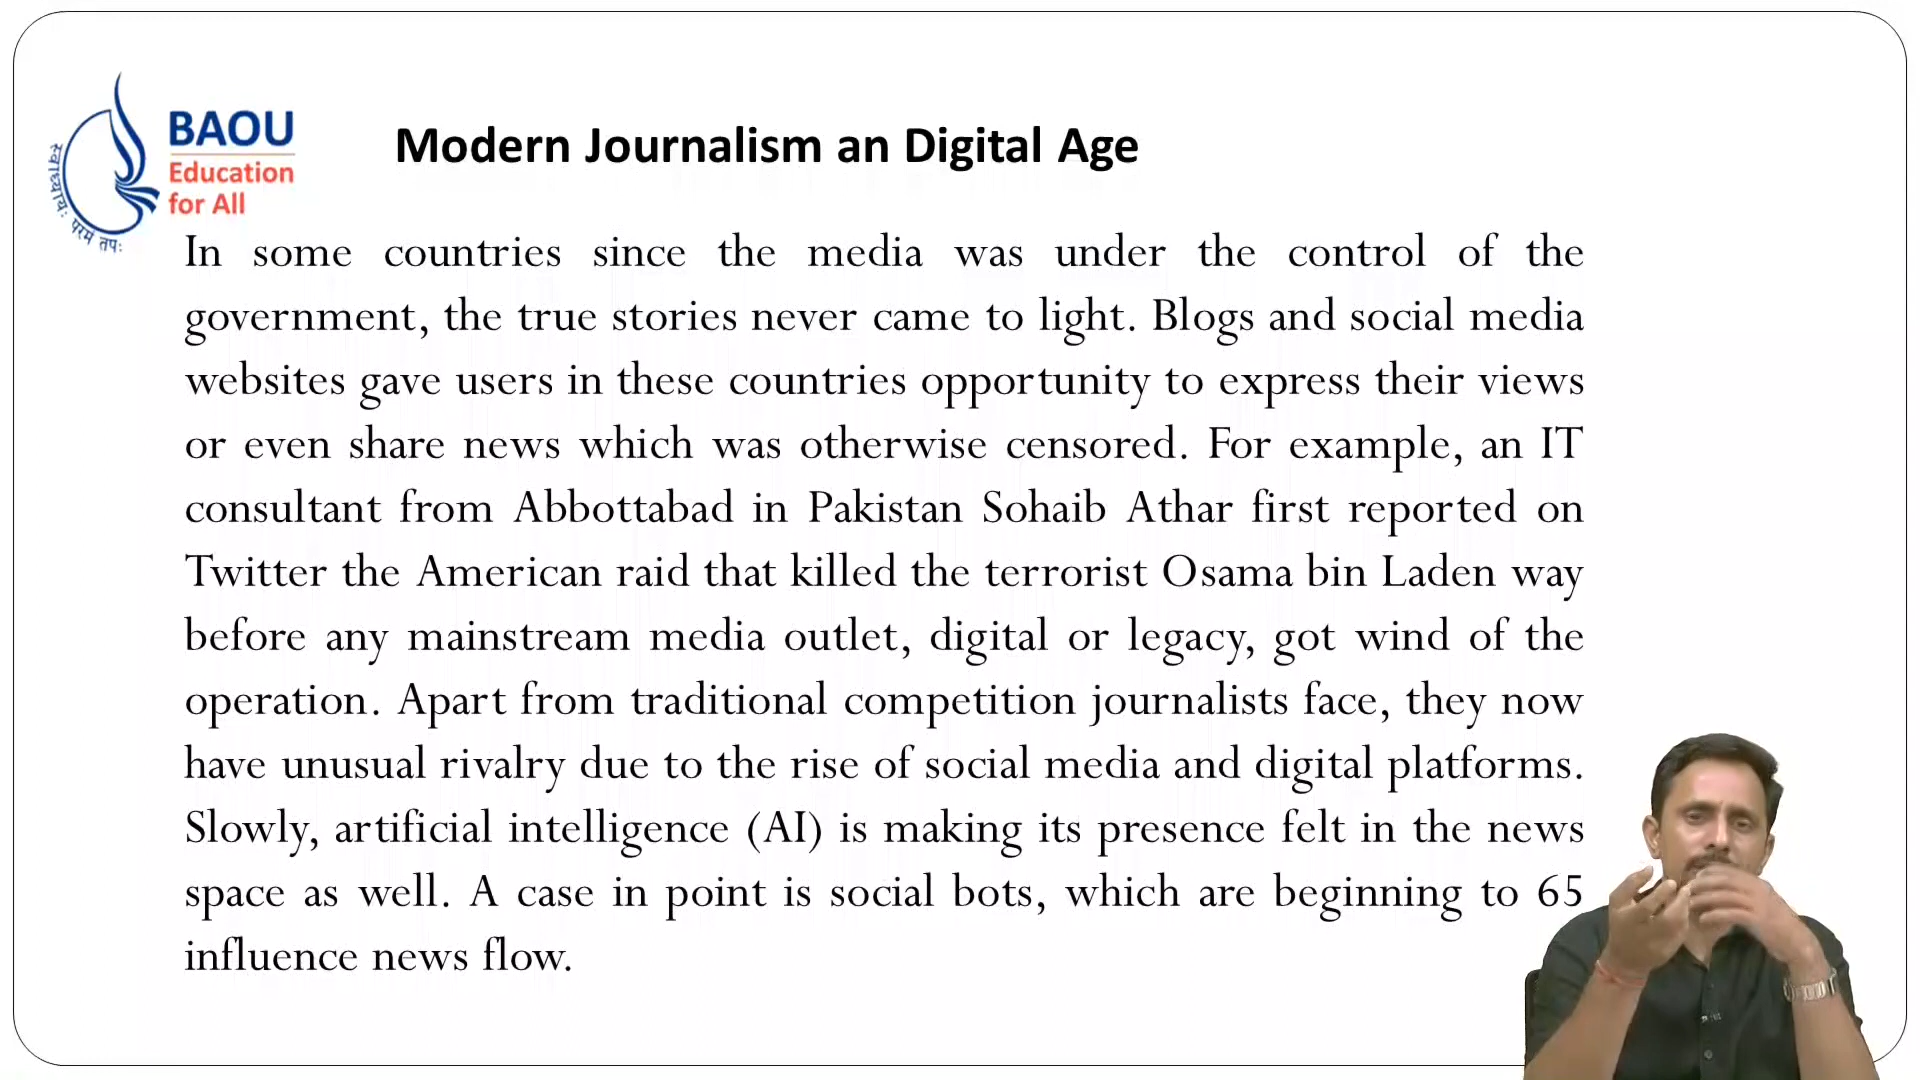 BAOU
Education
for All
स्वाध्यायः परमं तपः
Modern Journalism an Digital Age
In some countries since the media was under the control of the
government, the true stories never came to light. Blogs and social media
websites gave users in these countries opportunity to express their views
or even share news which was otherwise censored. For example, an IT
consultant from Abbottabad in Pakistan Sohaib Athar first reported on
Twitter the American raid that killed the terrorist Osama bin Laden way
before any mainstream media outlet, digital or legacy, got wind of the
operation. Apart from traditional competition journalists face, they now
have unusual rivalry due to the rise of social media and digital platforms.
Slowly, artificial intelligence (AI) is making its presence felt in the news
space as well. A case in point is social bots, which are beginning to 65
influence news flow.